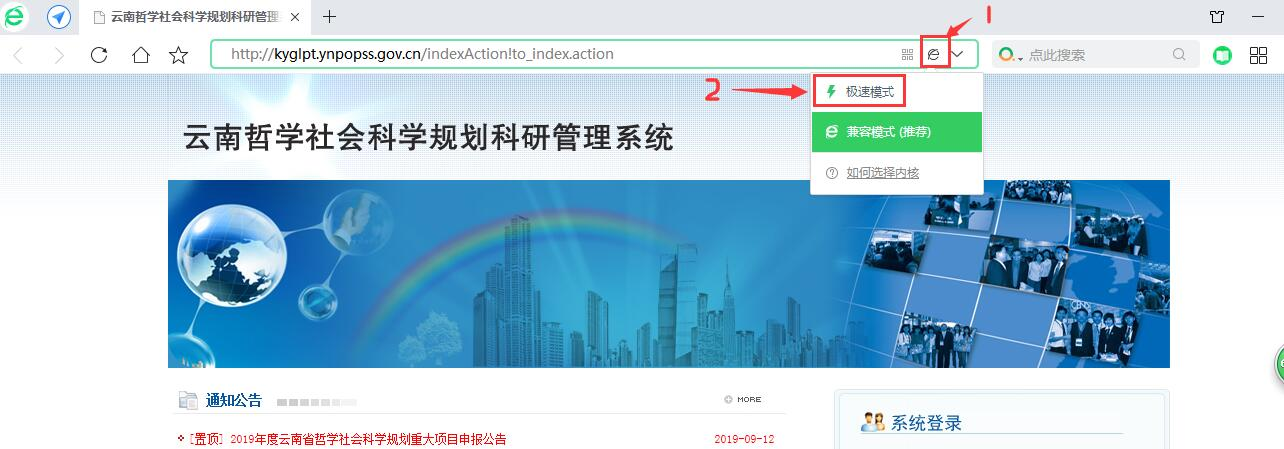 云南哲学社会科学规划科研管理
1
http://kyglpt.ynpopss.gov.cn/indexAction!to_index.action
点此搜索
2
极速模式
兼容模式 (推荐)
如何选择内核
云南哲学社会科学规划科研管理系统
通知公告
MORE
系统登录
[置顶] 2019年度云南省哲学社会科学规划重大项目申报公告
2019-09-12